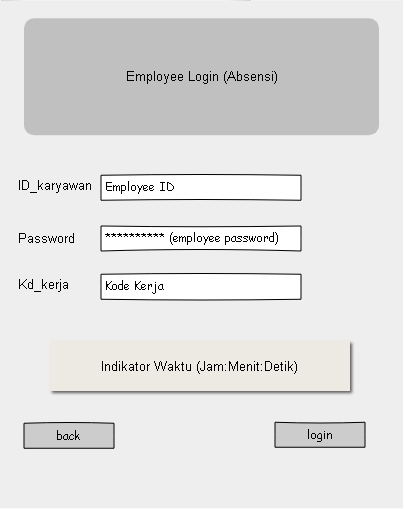 Employee Login (Absensi)
ID_karyawan Employee ID
Password ********** (employee password)
Kd_kerja Kode Kerja
Indikator Waktu (Jam:Menit:Detik)
back login